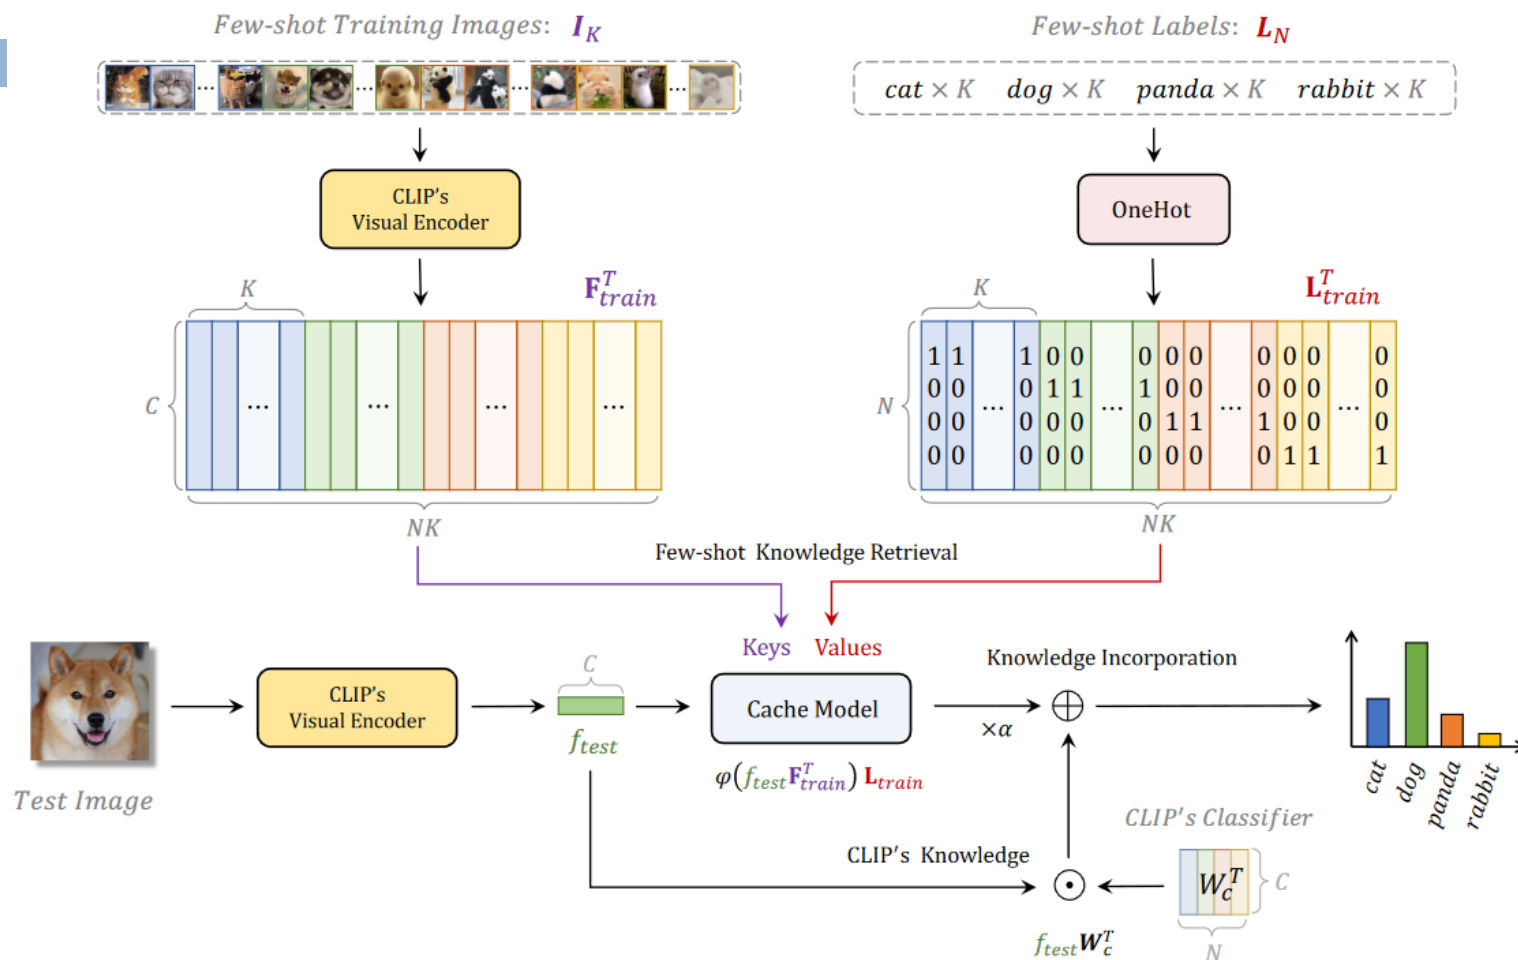 Few-shot Training Images: I_K
Few-shot Labels: L_N
... ... ... ...
cat × K dog × K panda × K rabbit × K
CLIP's
Visual Encoder
OneHot
K
F^T_train
K
L^T_train
C
... ... ... ...
N
1 1 1 0 0 0 0 0 0 0 0 0
0 0 ... 0 1 1 ... 1 0 0 ... 0 0 0 ... 0
0 0 0 0 0 0 1 1 1 0 0 0
0 0 0 0 0 0 0 0 0 1 1 1
NK
NK
Few-shot Knowledge Retrieval
Keys Values
Test Image
CLIP's
Visual Encoder
C
f_test
Cache Model
φ(f_test F^T_train) L_train
×α
Knowledge Incorporation
cat
dog
panda
rabbit
CLIP's Knowledge
CLIP's Classifier
W_c^T
C
N
f_test W_c^T